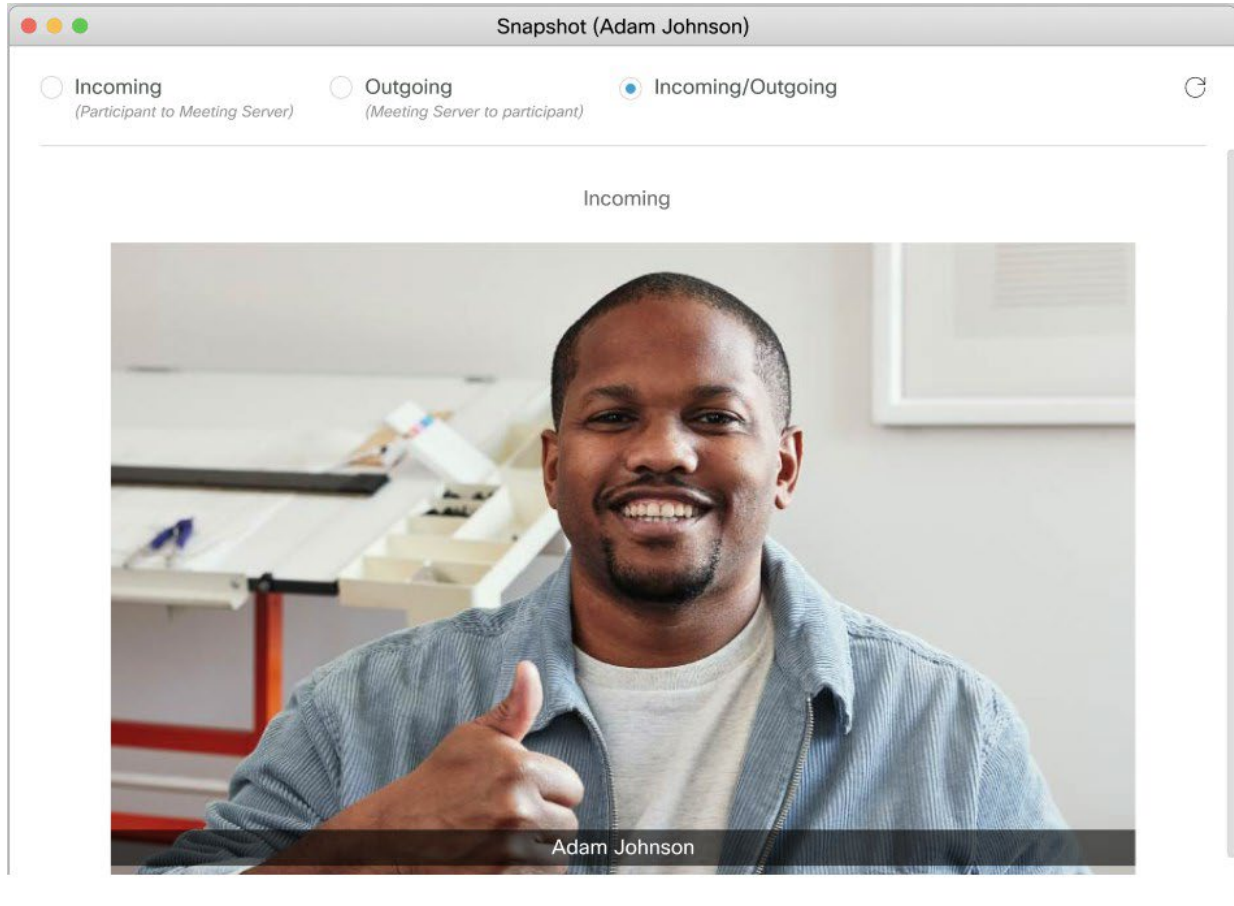 Snapshot (Adam Johnson)
Incoming
(Participant to Meeting Server)
Outgoing
(Meeting Server to participant)
Incoming/Outgoing
Incoming
Adam Johnson